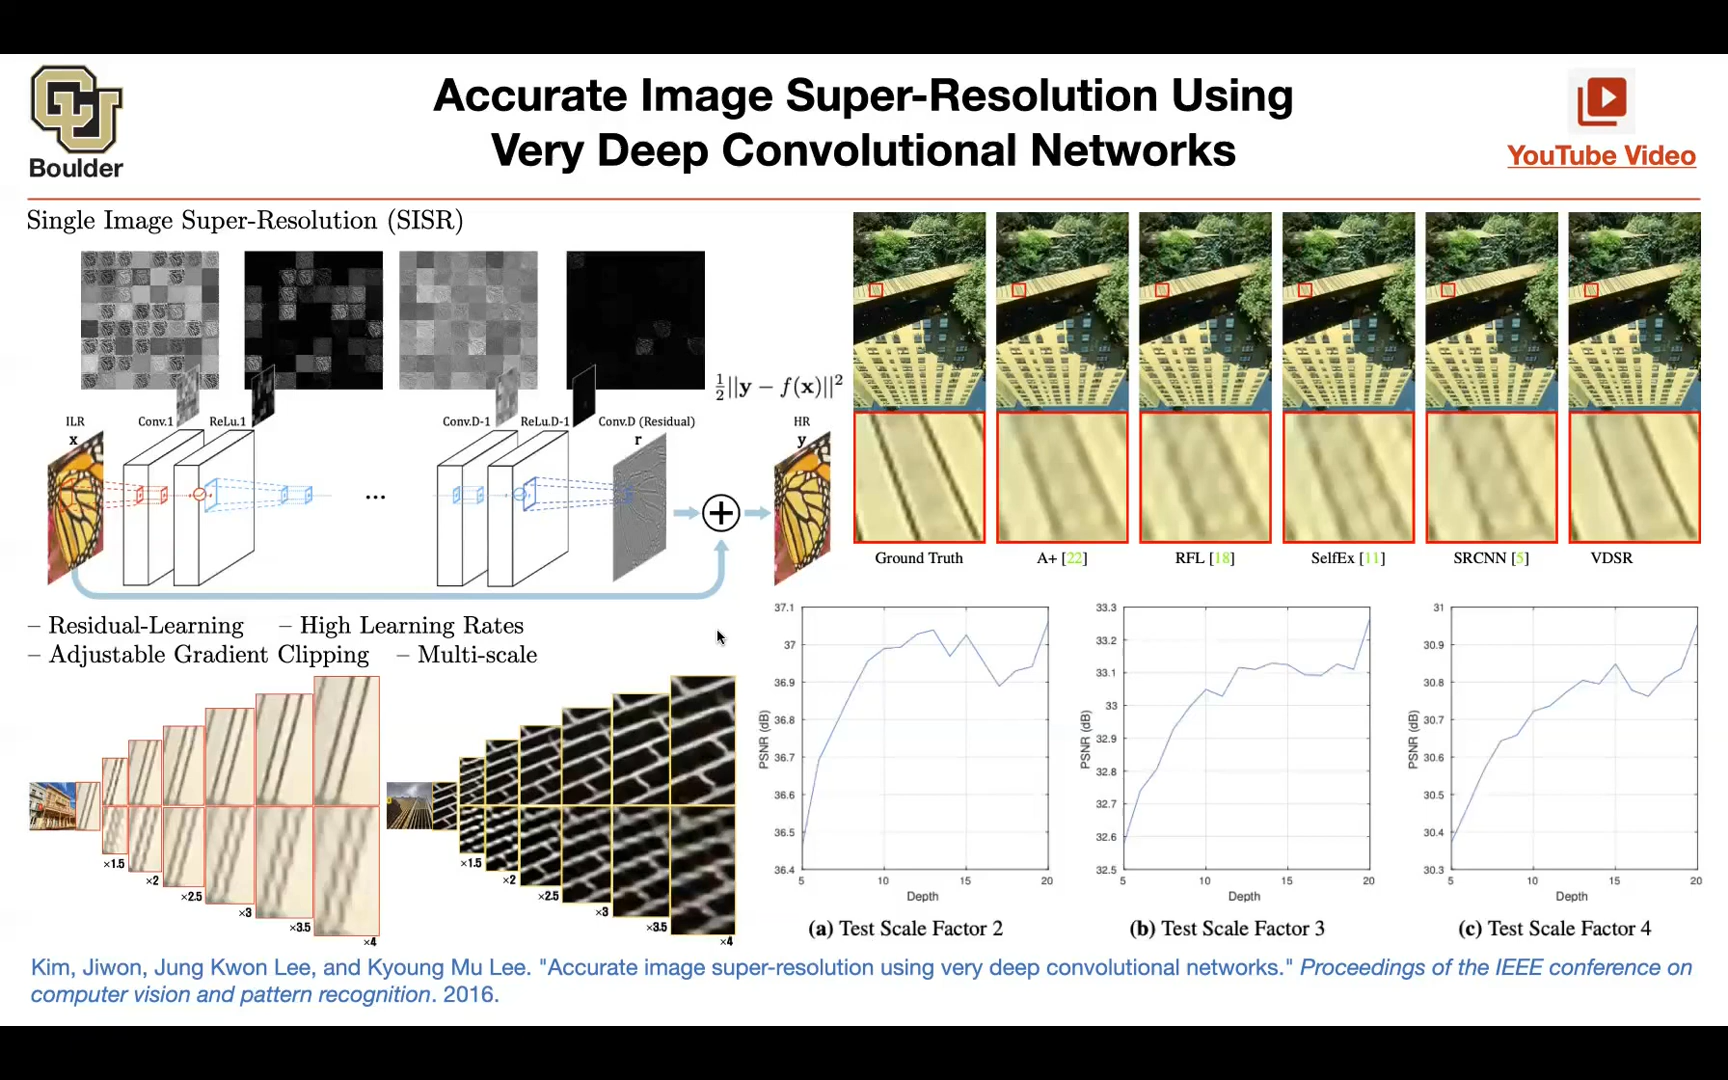 Boulder
Accurate Image Super-Resolution Using
Very Deep Convolutional Networks
YouTube Video
Single Image Super-Resolution (SISR)
½||y − f(x)||²
ILR
x
Conv.1
ReLu.1
...
Conv.D-1
ReLu.D-1
Conv.D (Residual)
r
HR
y
– Residual-Learning – High Learning Rates
– Adjustable Gradient Clipping – Multi-scale
×1.5
×2
×2.5
×3
×3.5
×4
×1.5
×2
×2.5
×3
×3.5
×4
Ground Truth
A+ [22]
RFL [18]
SelfEx [11]
SRCNN [5]
VDSR
37.1
37
36.9
36.8
36.7
36.6
36.5
36.4
PSNR (dB)
5 10 15 20
Depth
(a) Test Scale Factor 2
33.3
33.2
33.1
33
32.9
32.8
32.7
32.6
32.5
PSNR (dB)
5 10 15 20
Depth
(b) Test Scale Factor 3
31
30.9
30.8
30.7
30.6
30.5
30.4
30.3
PSNR (dB)
5 10 15 20
Depth
(c) Test Scale Factor 4
Kim, Jiwon, Jung Kwon Lee, and Kyoung Mu Lee. "Accurate image super-resolution using very deep convolutional networks." Proceedings of the IEEE conference on
computer vision and pattern recognition. 2016.